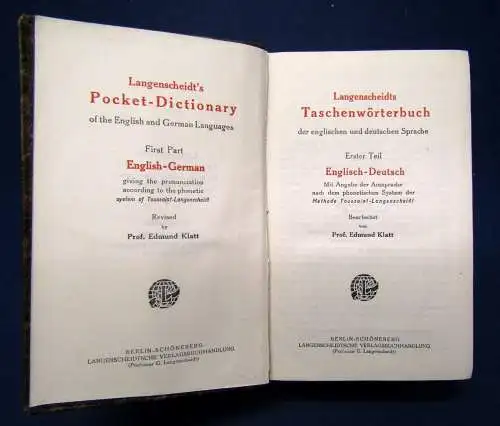 Langenscheidt's
Pocket-Dictionary
of the English and German Languages
First Part
English-German
giving the pronunciation
according to the phonetic
system of Toussaint-Langenscheidt
Revised
by
Prof. Edmund Klatt
L
BERLIN-SCHÖNEBERG
LANGENSCHEIDTSCHE VERLAGSBUCHHANDLUNG
(Professor G. Langenscheidt)
Langenscheidts
Taschenwörterbuch
der englischen und deutschen Sprache
Erster Teil
Englisch-Deutsch
Mit Angabe der Aussprache
nach dem phonetischen System der
Methode Toussaint-Langenscheidt
Bearbeitet
von
Prof. Edmund Klatt
L
BERLIN-SCHÖNEBERG
LANGENSCHEIDTSCHE VERLAGSBUCHHANDLUNG
(Professor G. Langenscheidt)